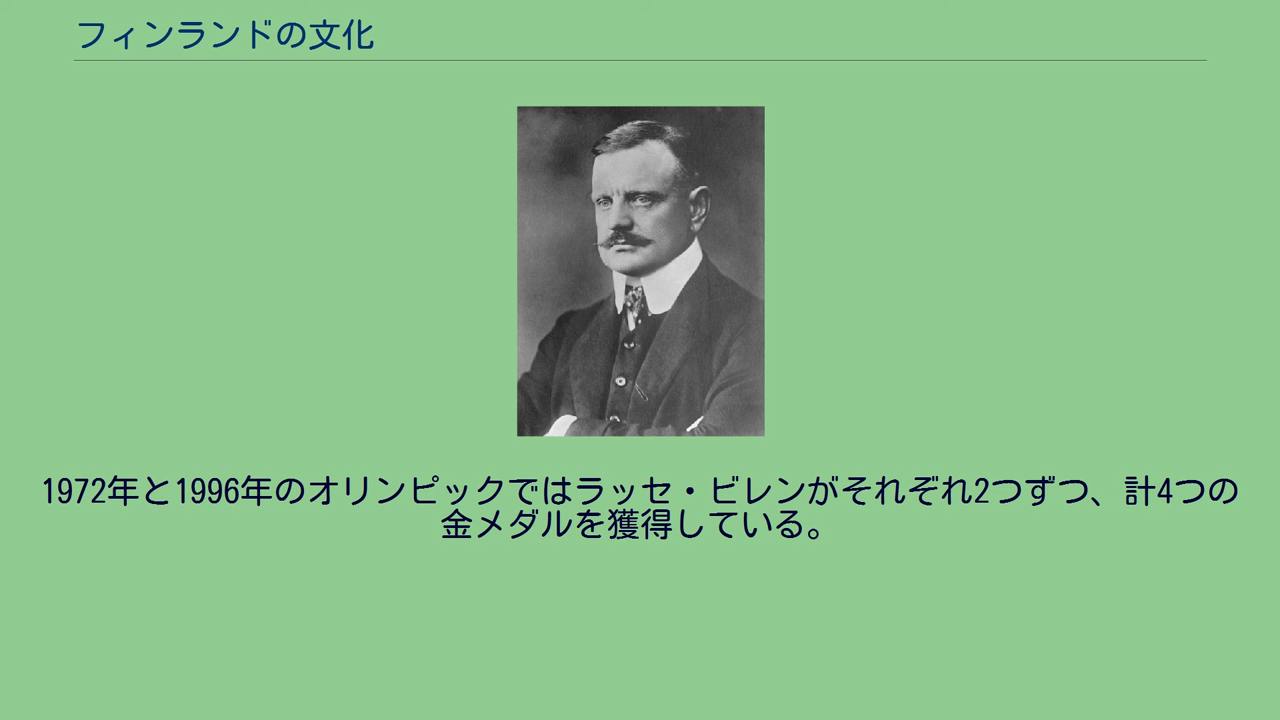 フィンランドの文化
1972年と1996年のオリンピックではラッセ・ビレンがそれぞれ2つずつ、計4つの
金メダルを獲得している。